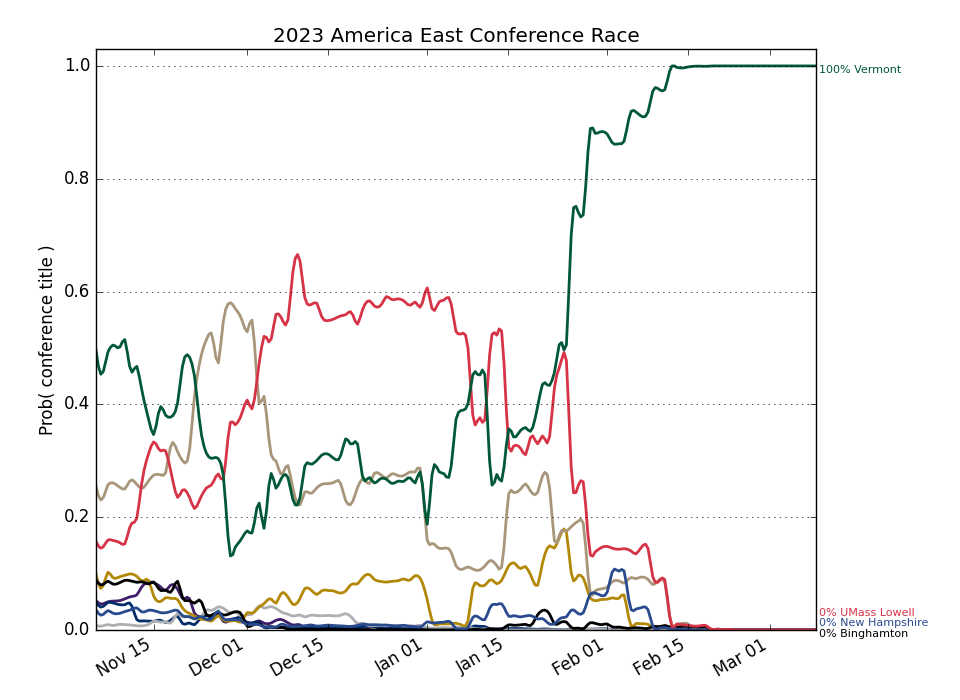 2023 America East Conference Race
Prob( conference title )
1.0
0.8
0.6
0.4
0.2
0.0
100% Vermont
0% UMass Lowell
0% New Hampshire
0% Binghamton
Nov 15
Dec 01
Dec 15
Jan 01
Jan 15
Feb 01
Feb 15
Mar 01